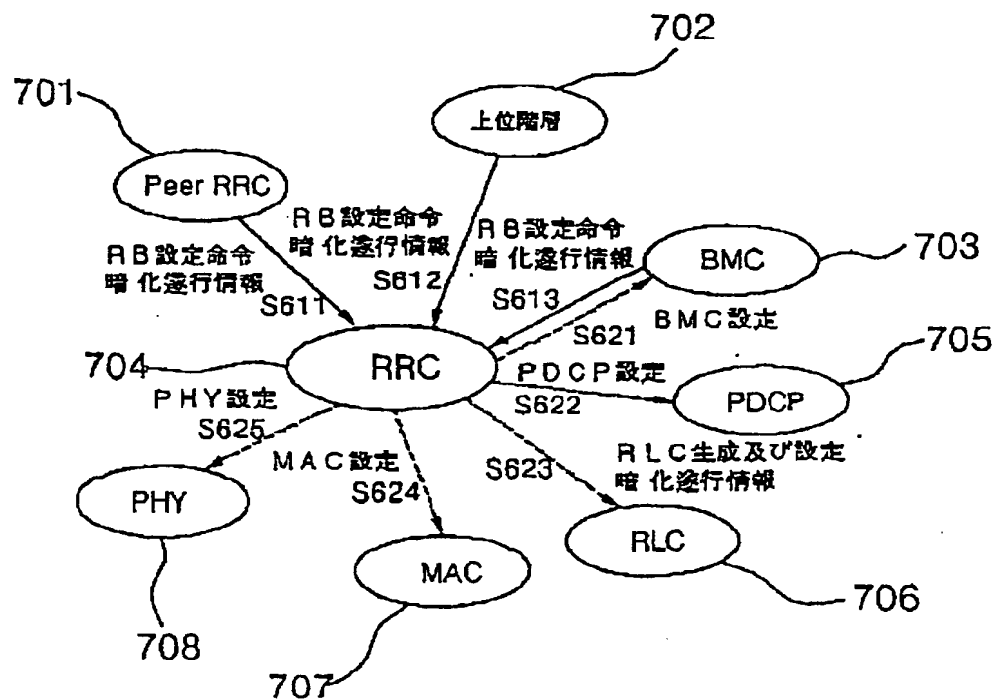 702
701
上位階層
Peer RRC
RB設定命令
暗 化遂行情報
S611
RB設定命令
暗 化遂行情報
S612
RB設定命令
暗 化遂行情報
S613
BMC
703
S621
BMC設定
704
RRC
705
PDCP設定
S622
PDCP
PHY設定
S625
MAC設定
S624
S623
RLC生成及び設定
暗 化遂行情報
PHY
MAC
RLC
706
708
707